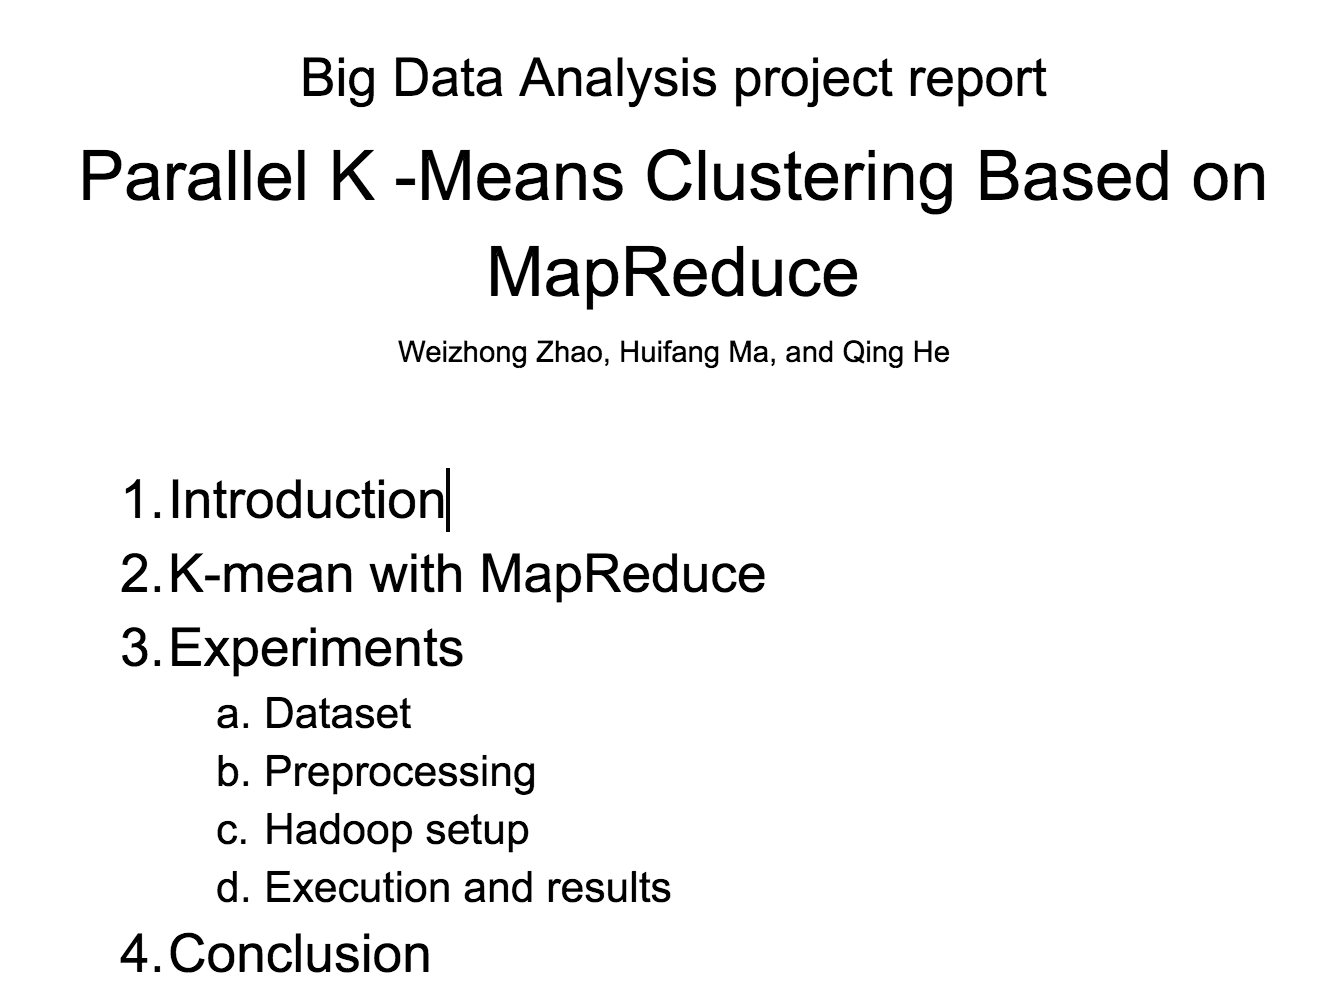 Big Data Analysis project report
Parallel K -Means Clustering Based on
MapReduce
Weizhong Zhao, Huifang Ma, and Qing He
1. Introduction
2. K-mean with MapReduce
3. Experiments
a. Dataset
b. Preprocessing
c. Hadoop setup
d. Execution and results
4. Conclusion